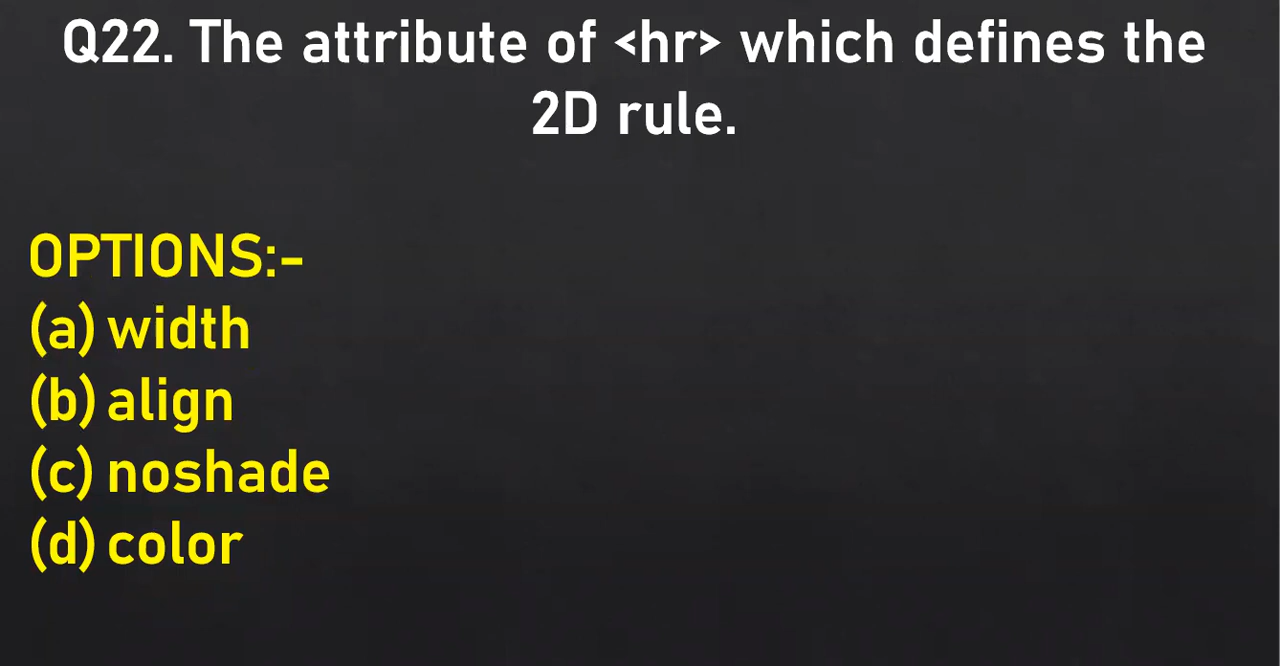 Q22. The attribute of <hr> which defines the
2D rule.
OPTIONS:-
(a) width
(b) align
(c) noshade
(d) color